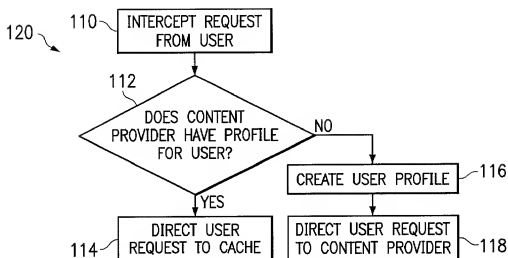 110
INTERCEPT REQUEST
FROM USER
120
112
DOES CONTENT
PROVIDER HAVE PROFILE
FOR USER?
NO
CREATE USER PROFILE
116
YES
DIRECT USER
REQUEST TO CACHE
114
DIRECT USER REQUEST
TO CONTENT PROVIDER
118